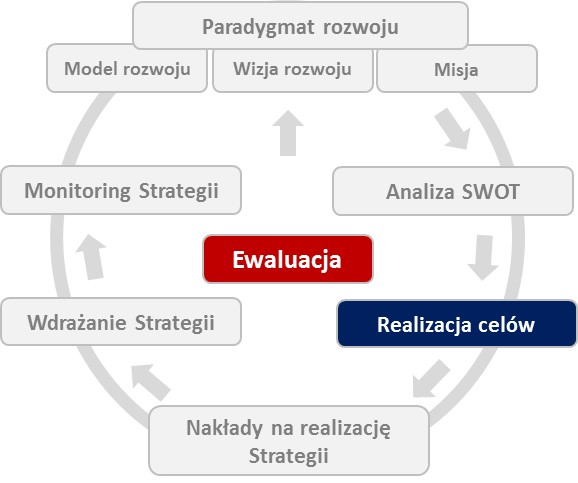 Paradygmat rozwoju
Model rozwoju
Wizja rozwoju
Misja
Monitoring Strategii
Analiza SWOT
Ewaluacja
Wdrażanie Strategii
Realizacja celów
Nakłady na realizację
Strategii